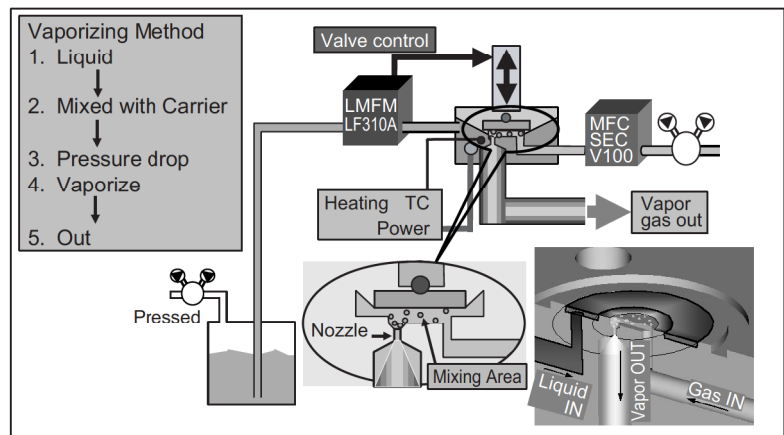 Vaporizing Method
1. Liquid
2. Mixed with Carrier
3. Pressure drop
4. Vaporize
5. Out
Valve control
LMFM
LF310A
MFC
SEC
V100
Heating TC
Power
Vapor
gas out
Pressed
Nozzle
Mixing Area
Liquid
IN
Vapor OUT
Gas IN